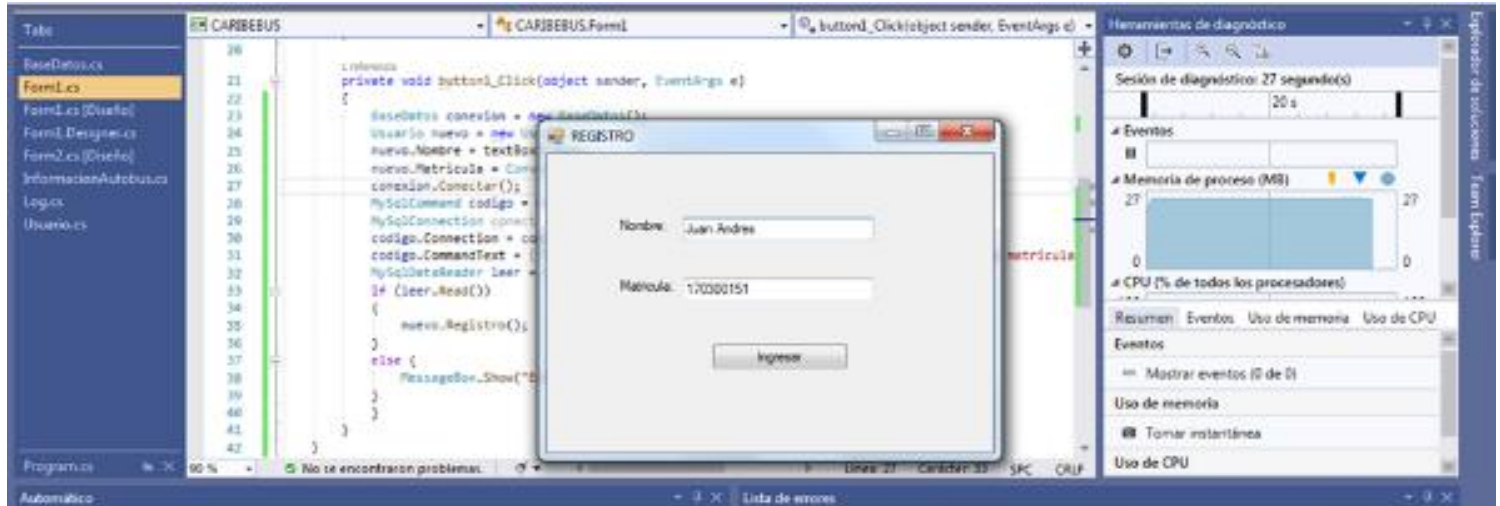 Tabs
BaseDatos.cs
Form1.cs
Form1.cs [Diseño]
Form1.Designer.cs
Form2.cs [Diseño]
InformacionAutobus.cs
Log.cs
Usuario.cs
Program.cs
CARIBEBUS
CARIBEBUS.Form1
button1_Click(object sender, EventArgs e)
20
1 referencia
21 private void button1_Click(object sender, EventArgs e)
22 {
23 BaseDatos conexion = new BaseDatos();
24 Usuario nuevo = new
25 nuevo.Nombre = textBox
26 nuevo.Matricula =
27 conexion.Conectar();
28 MySqlCommand codigo =
29 MySqlConnection
30 codigo.Connection =
31 codigo.CommandText = matricula
32 MySqlDataReader leer =
33 if (leer.Read())
34 {
35 nuevo.Registro();
36 }
37 else {
38 MessageBox.Show(
39 }
40 }
41 }
42 }
90 %
No se encontraron problemas.
Línea: 27 Carácter: 33 SPC CRLF
REGISTRO
Nombre: Juan Andres
Matricula: 170300151
Ingresar
Herramientas de diagnóstico
Sesión de diagnóstico: 27 segundo(s)
20 s
Eventos
Memoria de proceso (MB)
27 27
0 0
CPU (% de todos los procesadores)
Resumen Eventos Uso de memoria Uso de CPU
Eventos
Mostrar eventos (0 de 0)
Uso de memoria
Tomar instantánea
Uso de CPU
Explorador de soluciones
Team Explorer
Automático
Lista de errores